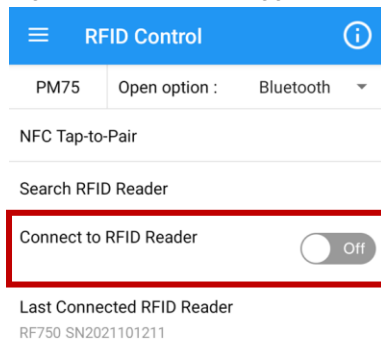 RFID Control
PM75 Open option : Bluetooth
NFC Tap-to-Pair
Search RFID Reader
Connect to RFID Reader Off
Last Connected RFID Reader
RF750 SN2021101211